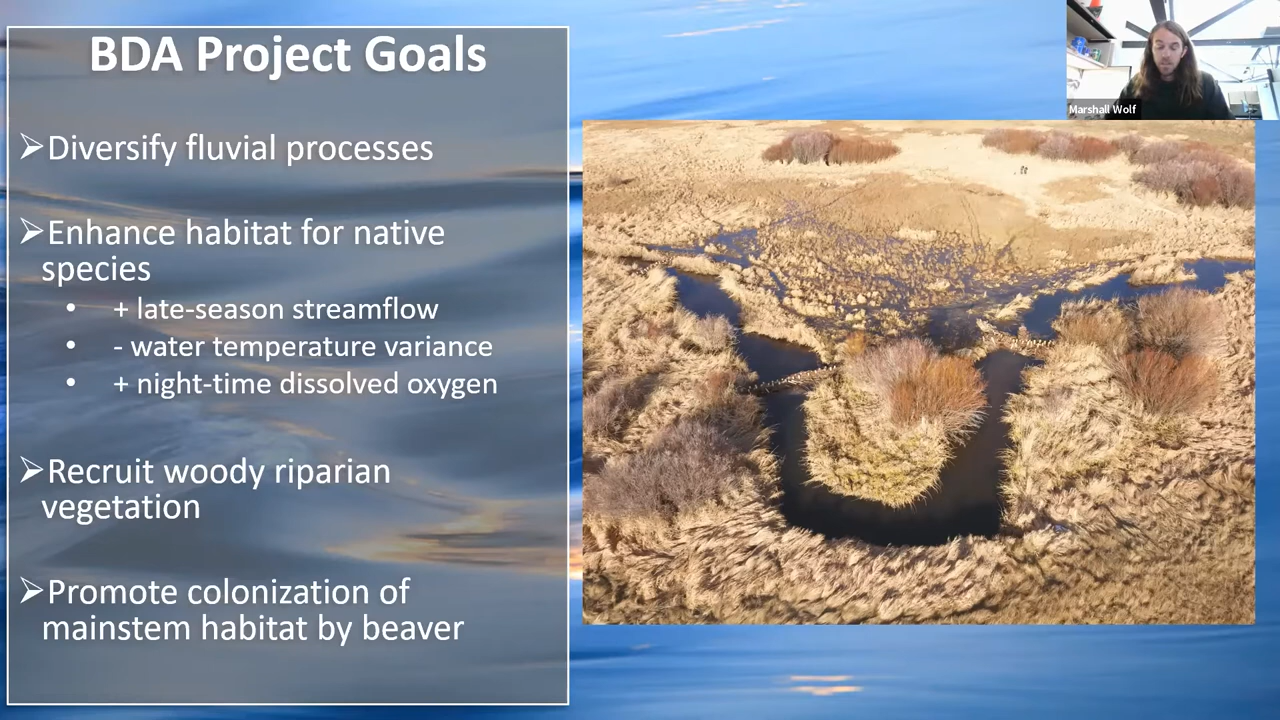 BDA Project Goals
Marshall Wolf
➢Diversify fluvial processes
➢Enhance habitat for native
species
• + late-season streamflow
• - water temperature variance
• + night-time dissolved oxygen
➢Recruit woody riparian
vegetation
➢Promote colonization of
mainstem habitat by beaver